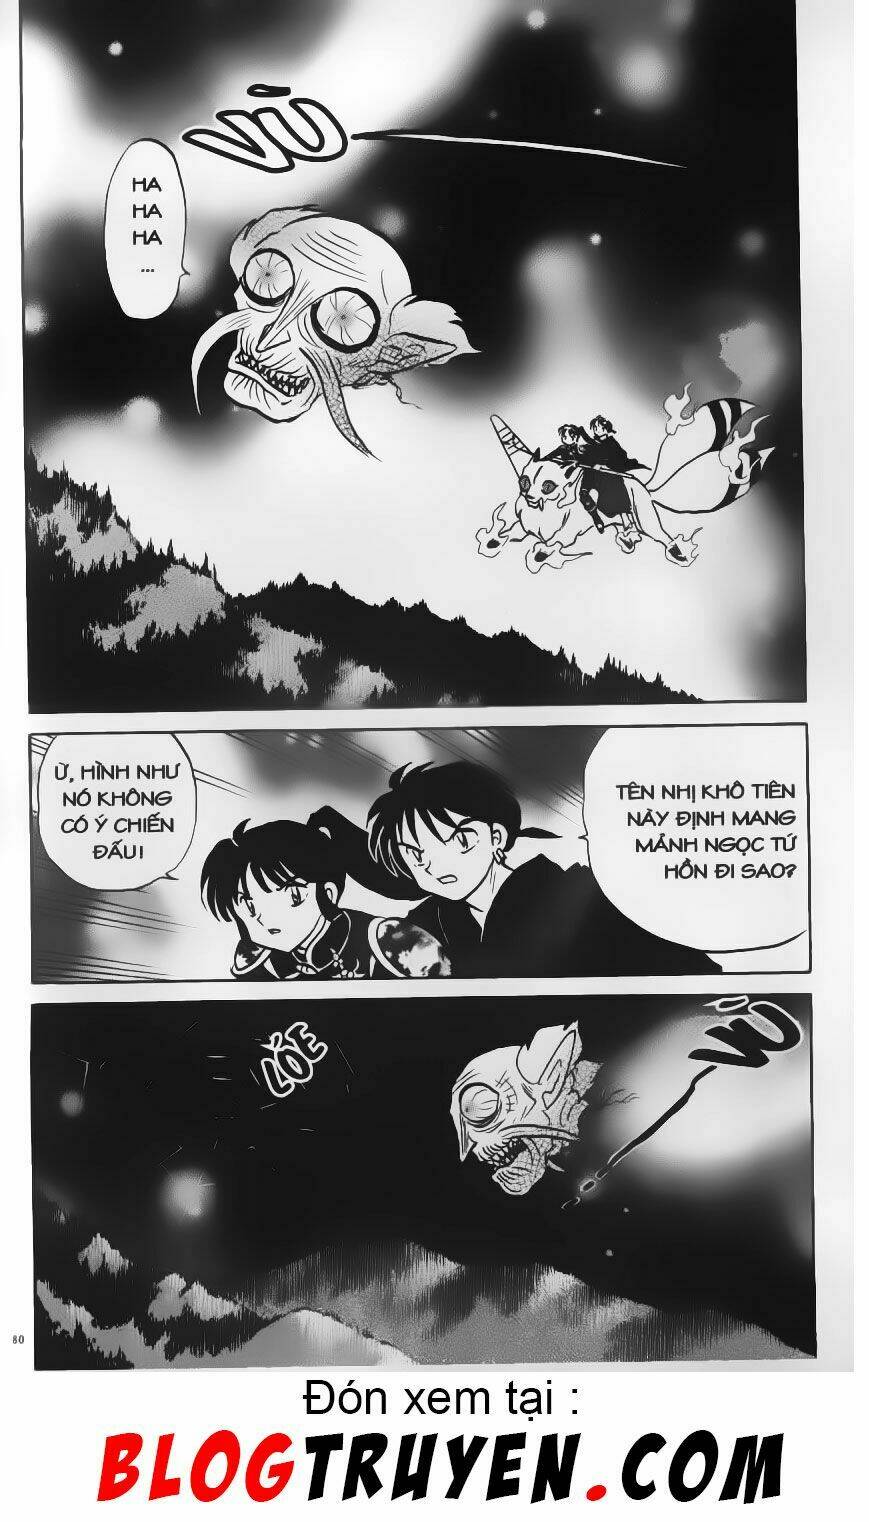 VÙ
HA
HA
HA
...
TÊN NHỊ KHÔ TIÊN
NÀY ĐỊNH MANG
MẢNH NGỌC TỨ
HỒN ĐI SAO?
Ừ, HÌNH NHƯ
NÓ KHÔNG
CÓ Ý CHIẾN
ĐẤU!
VÙ
LÓE
80
Đón xem tại :
BLOGTRUYEN.COM